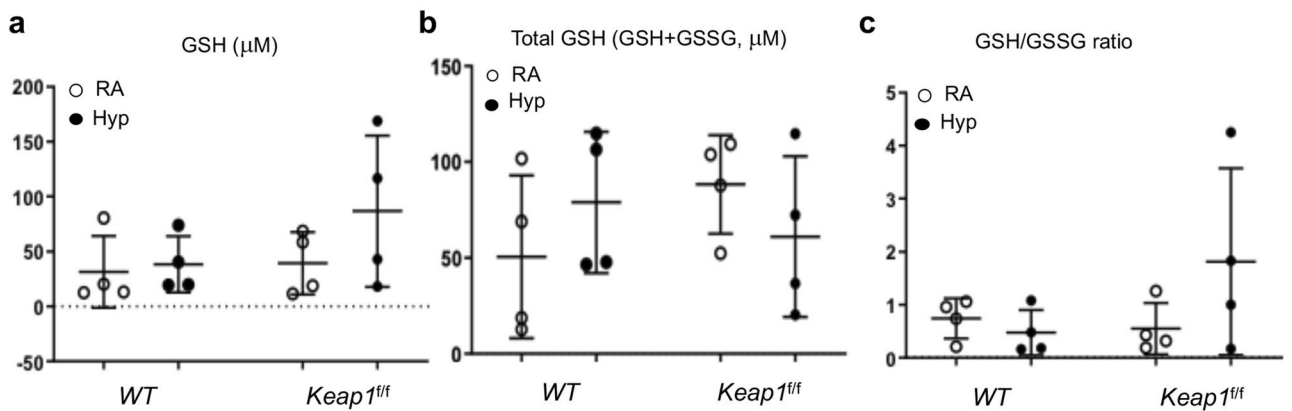 a
GSH (μM)
200
150
100
50
0
-50
RA
Hyp
WT
Keap1f/f
b
Total GSH (GSH+GSSG, μM)
150
100
50
0
RA
Hyp
WT
Keap1f/f
c
GSH/GSSG ratio
5
4
3
2
1
0
RA
Hyp
WT
Keap1f/f